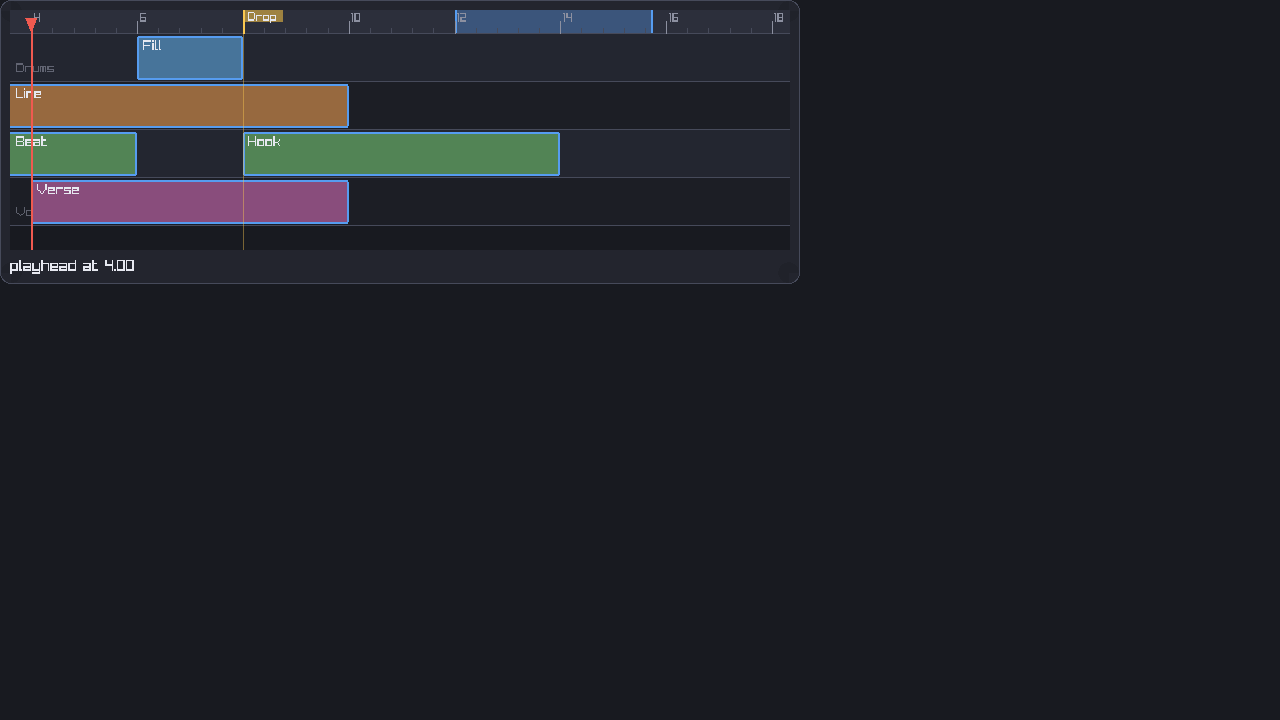 4 6 Drop 10 12 14 16 18
Fill
Drums
Line
Beat Hook
Verse
playhead at 4.00